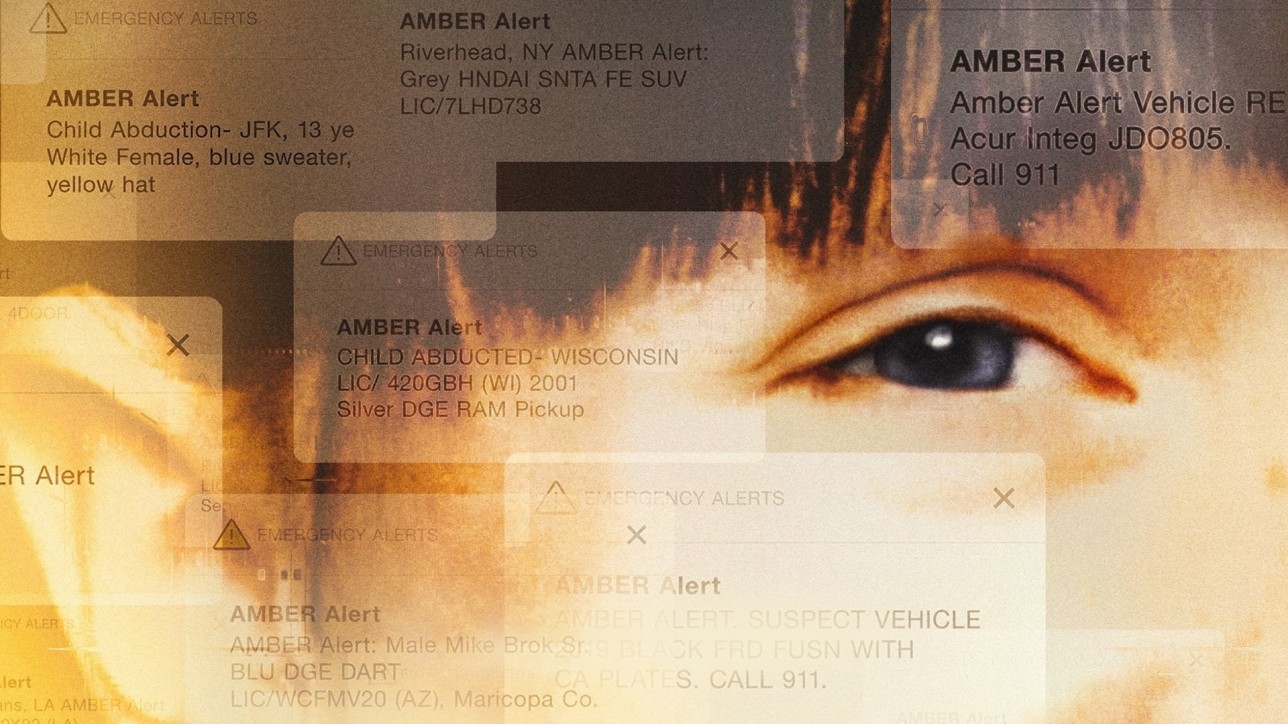 EMERGENCY ALERTS
AMBER Alert
Child Abduction- JFK, 13 ye
White Female, blue sweater,
yellow hat
AMBER Alert
Riverhead, NY AMBER Alert:
Grey HNDAI SNTA FE SUV
LIC/7LHD738
AMBER Alert
Amber Alert Vehicle RE
Acur Integ JDO805.
Call 911
EMERGENCY ALERTS
AMBER Alert
CHILD ABDUCTED- WISCONSIN
LIC/ 420GBH (WI) 2001
Silver DGE RAM Pickup
rt
4DOOR
ER Alert
Se
EMERGENCY ALERTS
AMBER Alert
AMBER Alert: Male Mike Brok Sr.
BLU DGE DART
LIC/WCFMV20 (AZ), Maricopa Co.
EMERGENCY ALERTS
AMBER Alert
AMBER ALERT. SUSPECT VEHICLE
BLACK FRD FUSN WITH
CA PLATES. CALL 911.
NCY ALERTS
lert
ans, LA AMBER Alert
AMBER Alert